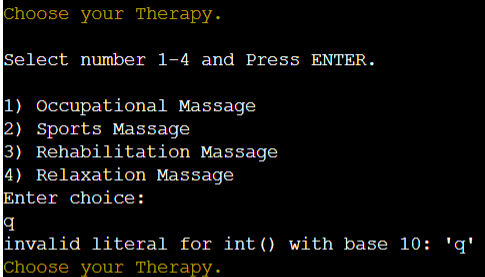 Choose your Therapy.
Select number 1-4 and Press ENTER.
1) Occupational Massage
2) Sports Massage
3) Rehabilitation Massage
4) Relaxation Massage
Enter choice:
q
invalid literal for int() with base 10: 'q'
Choose your Therapy.